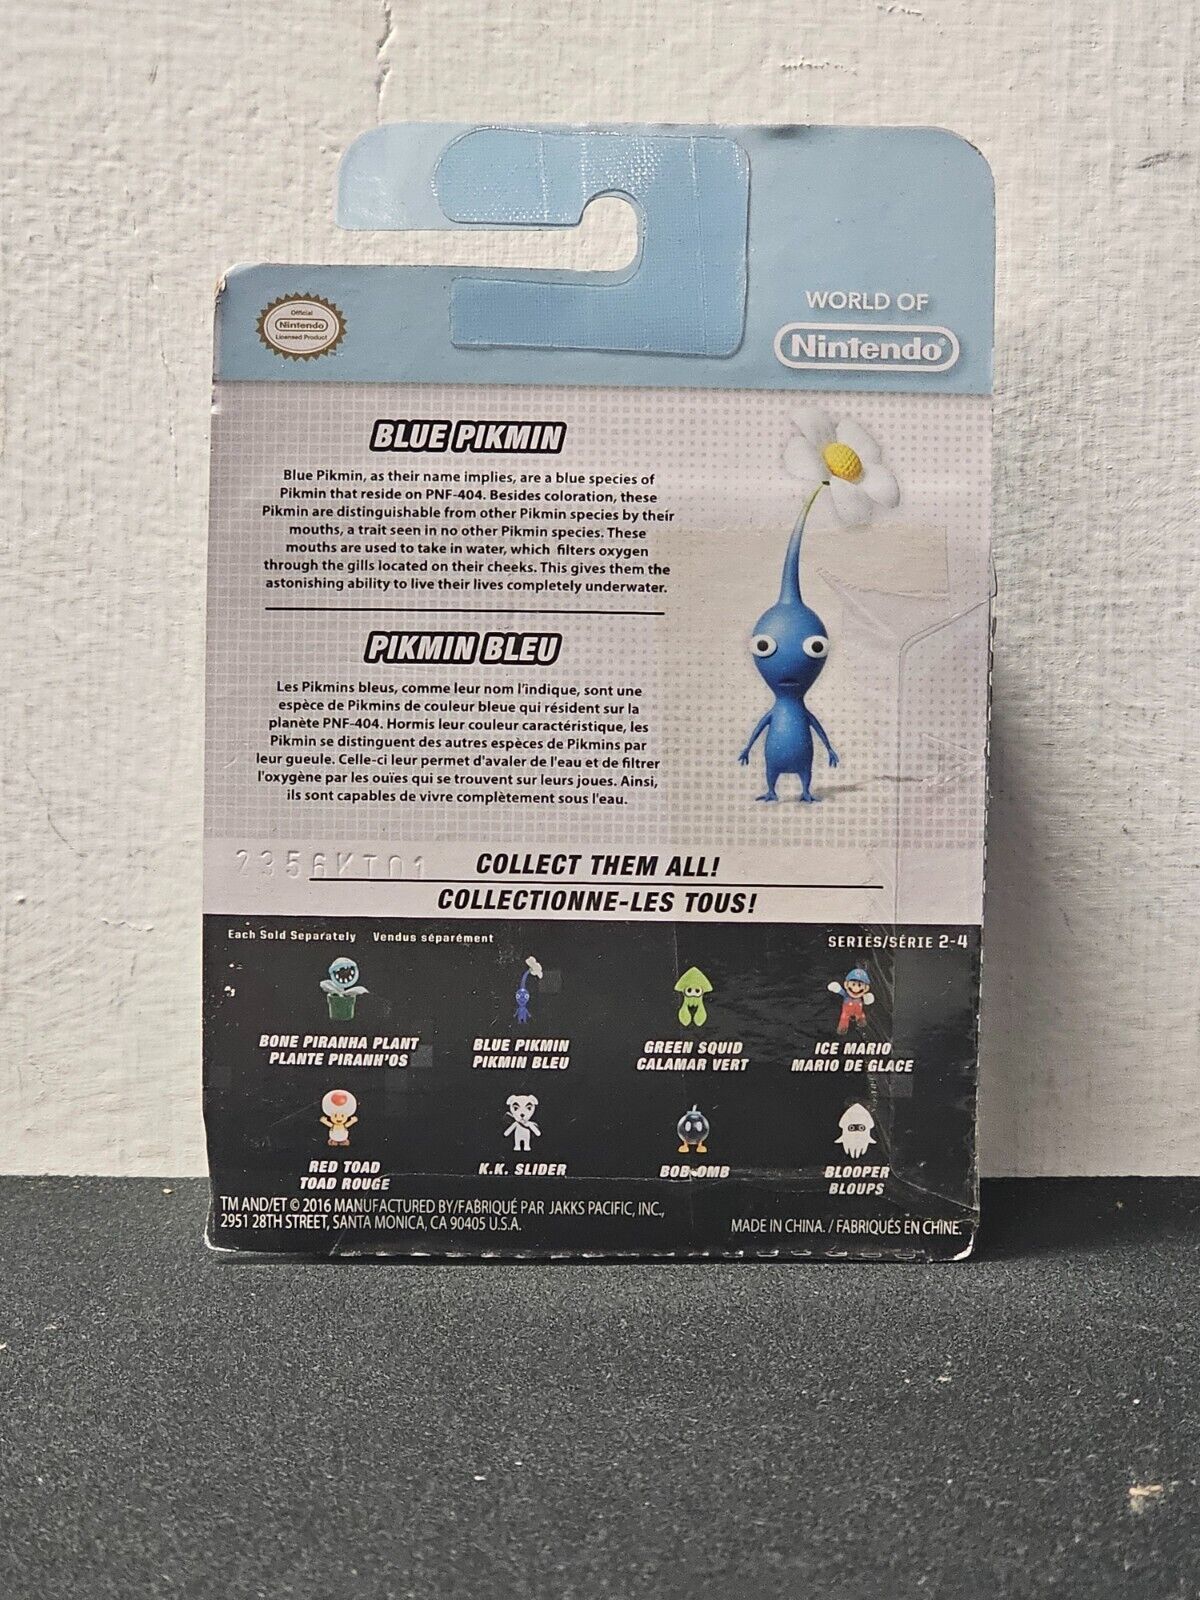 Official
Nintendo
Licensed Product
WORLD OF
Nintendo®
BLUE PIKMIN
Blue Pikmin, as their name implies, are a blue species of
Pikmin that reside on PNF-404. Besides coloration, these
Pikmin are distinguishable from other Pikmin species by their
mouths, a trait seen in no other Pikmin species. These
mouths are used to take in water, which filters oxygen
through the gills located on their cheeks. This gives them the
astonishing ability to live their lives completely underwater.
PIKMIN BLEU
Les Pikmins bleus, comme leur nom l'indique, sont une
espèce de Pikmins de couleur bleue qui résident sur la
planète PNF-404. Hormis leur couleur caractéristique, les
Pikmin se distinguent des autres espèces de Pikmins par
leur gueule. Celle-ci leur permet d'avaler de l'eau et de filtrer
l'oxygène par les ouïes qui se trouvent sur leurs joues. Ainsi,
ils sont capables de vivre complètement sous l'eau.
COLLECT THEM ALL!
COLLECTIONNE-LES TOUS!
Each Sold Separately Vendus séparément
SERIES/SÉRIE 2-4
BONE PIRANHA PLANT
PLANTE PIRANH'OS
BLUE PIKMIN
PIKMIN BLEU
GREEN SQUID
CALAMAR VERT
ICE MARIO
MARIO DE GLACE
RED TOAD
TOAD ROUGE
K.K. SLIDER
BOB-OMB
BLOOPER
BLOUPS
TM AND/ET © 2016 MANUFACTURED BY/FABRIQUÉ PAR JAKKS PACIFIC, INC.,
2951 28TH STREET, SANTA MONICA, CA 90405 U.S.A.
MADE IN CHINA. / FABRIQUÉS EN CHINE.